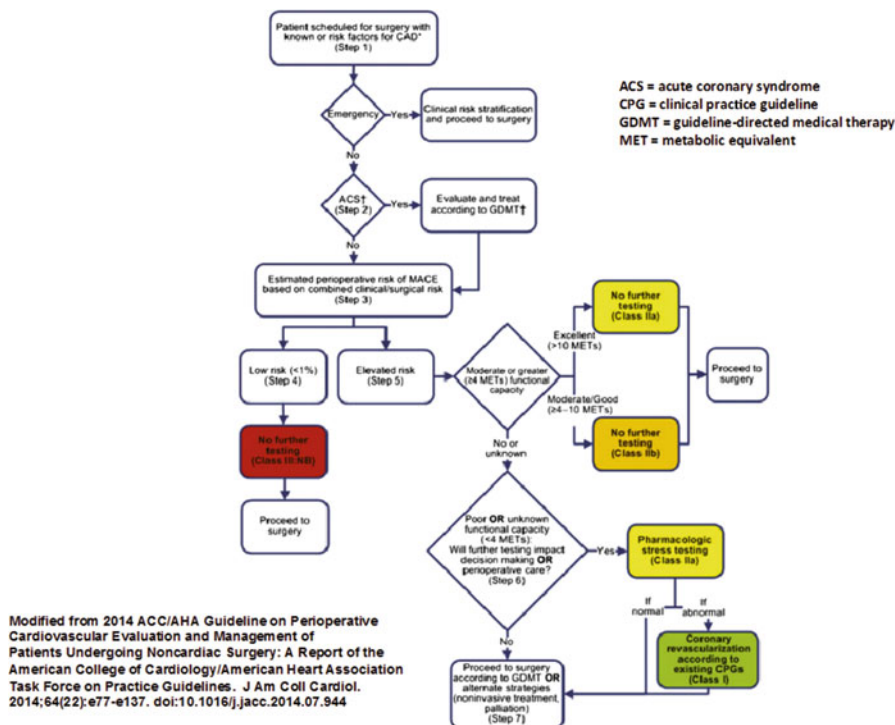 Patient scheduled for surgery with
known or risk factors for CAD*
(Step 1)
Emergency
Yes
Clinical risk stratification
and proceed to surgery
No
ACS†
(Step 2)
Yes
Evaluate and treat
according to GDMT†
No
Estimated perioperative risk of MACE
based on combined clinical/surgical risk
(Step 3)
ACS = acute coronary syndrome
CPG = clinical practice guideline
GDMT = guideline-directed medical therapy
MET = metabolic equivalent
Low risk (<1%)
(Step 4)
Elevated risk
(Step 5)
Moderate or greater
(≥4 METs) functional
capacity
Excellent
(>10 METs)
No further
testing
(Class IIa)
Moderate/Good
(≥4–10 METs)
No further
testing
(Class IIb)
Proceed to
surgery
No further
testing
(Class III:NB)
Proceed to
surgery
No or
unknown
Poor OR unknown
functional capacity
(<4 METs):
Will further testing impact
decision making OR
perioperative care?
(Step 6)
Yes
Pharmacologic
stress testing
(Class IIa)
If
normal
If
abnormal
Coronary
revascularization
according to
existing CPGs
(Class I)
No
Proceed to surgery
according to GDMT OR
alternate strategies
(noninvasive treatment,
palliation)
(Step 7)
Modified from 2014 ACC/AHA Guideline on Perioperative
Cardiovascular Evaluation and Management of
Patients Undergoing Noncardiac Surgery: A Report of the
American College of Cardiology/American Heart Association
Task Force on Practice Guidelines. J Am Coll Cardiol.
2014;64(22):e77-e137. doi:10.1016/j.jacc.2014.07.944